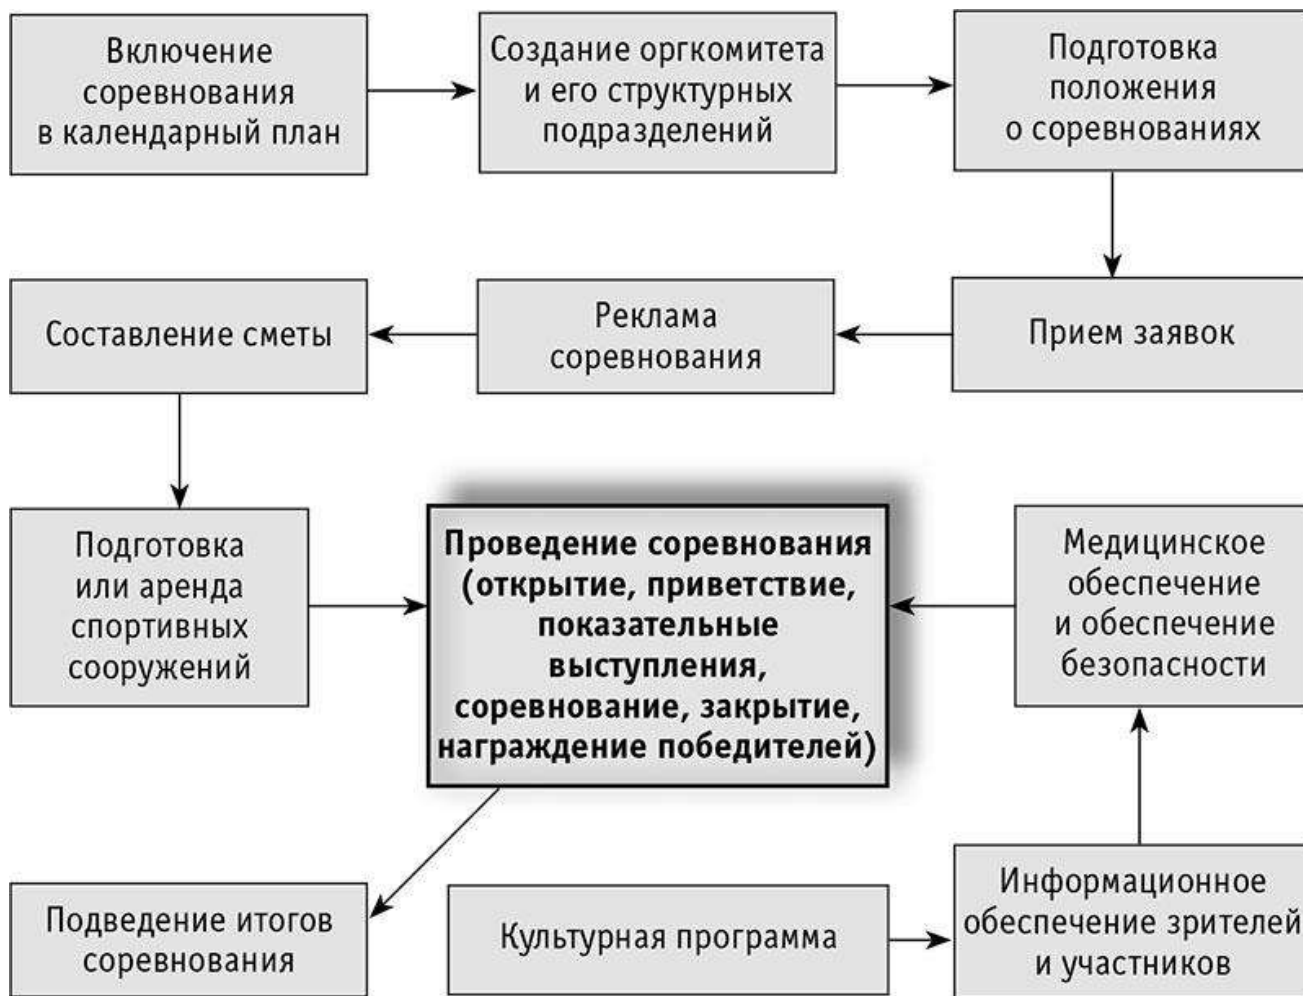 Включение
соревнования
в календарный план
Создание оргкомитета
и его структурных
подразделений
Подготовка
положения
о соревнованиях
Составление сметы
Реклама
соревнования
Прием заявок
Подготовка
или аренда
спортивных
сооружений
Проведение соревнования
(открытие, приветствие,
показательные
выступления,
соревнование, закрытие,
награждение победителей)
Медицинское
обеспечение
и обеспечение
безопасности
Подведение итогов
соревнования
Культурная программа
Информационное
обеспечение зрителей
и участников